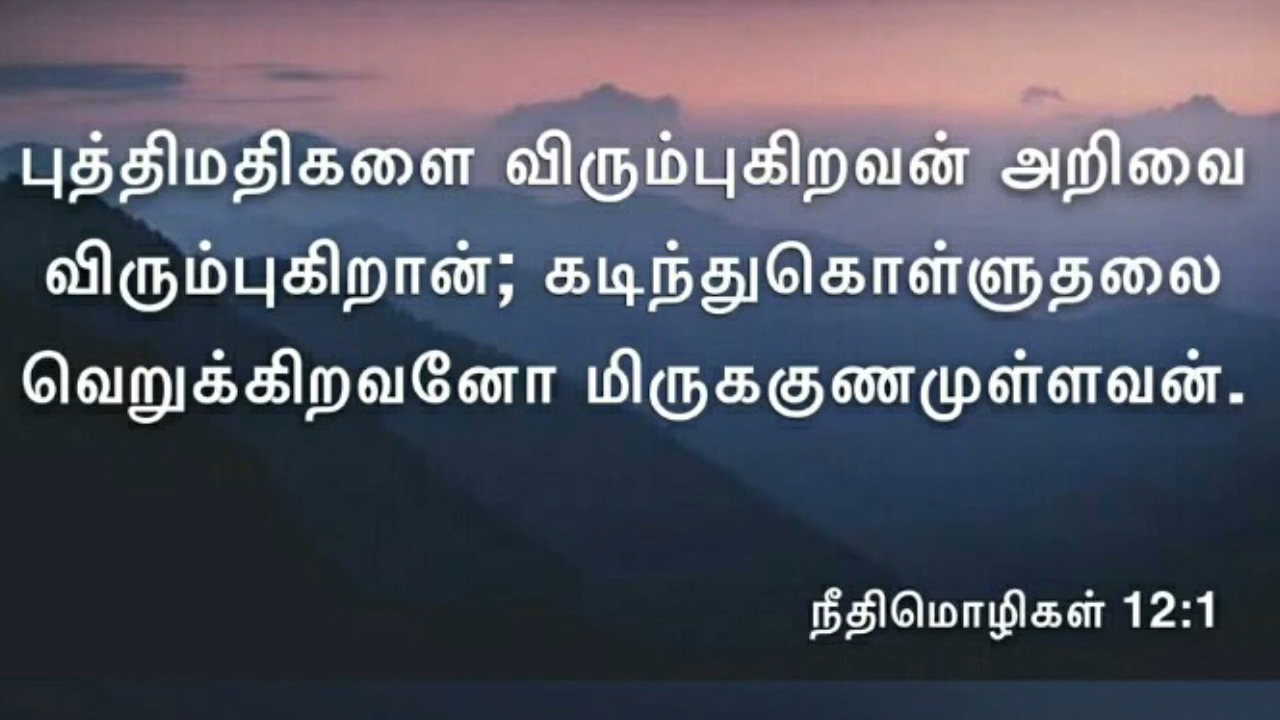 புத்திமதிகளை விரும்புகிறவன் அறிவை
விரும்புகிறான்; கடிந்துகொள்ளுதலை
வெறுக்கிறவனோ மிருககுணமுள்ளவன்.
நீதிமொழிகள் 12:1